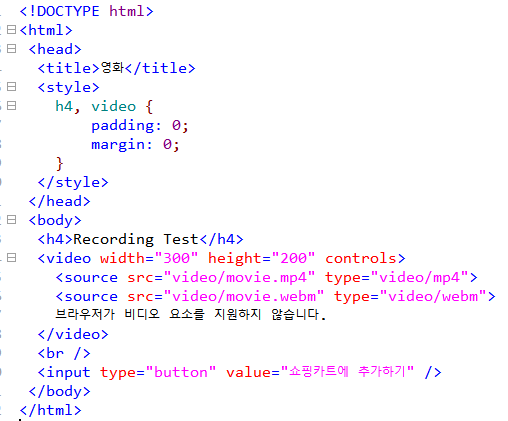 <!DOCTYPE html>
<html>
<head>
<title>영화</title>
<style>
h4, video {
padding: 0;
margin: 0;
}
</style>
</head>
<body>
<h4>Recording Test</h4>
<video width="300" height="200" controls>
<source src="video/movie.mp4" type="video/mp4">
<source src="video/movie.webm" type="video/webm">
브라우저가 비디오 요소를 지원하지 않습니다.
</video>
<br />
<input type="button" value="쇼핑카트에 추가하기" />
</body>
</html>